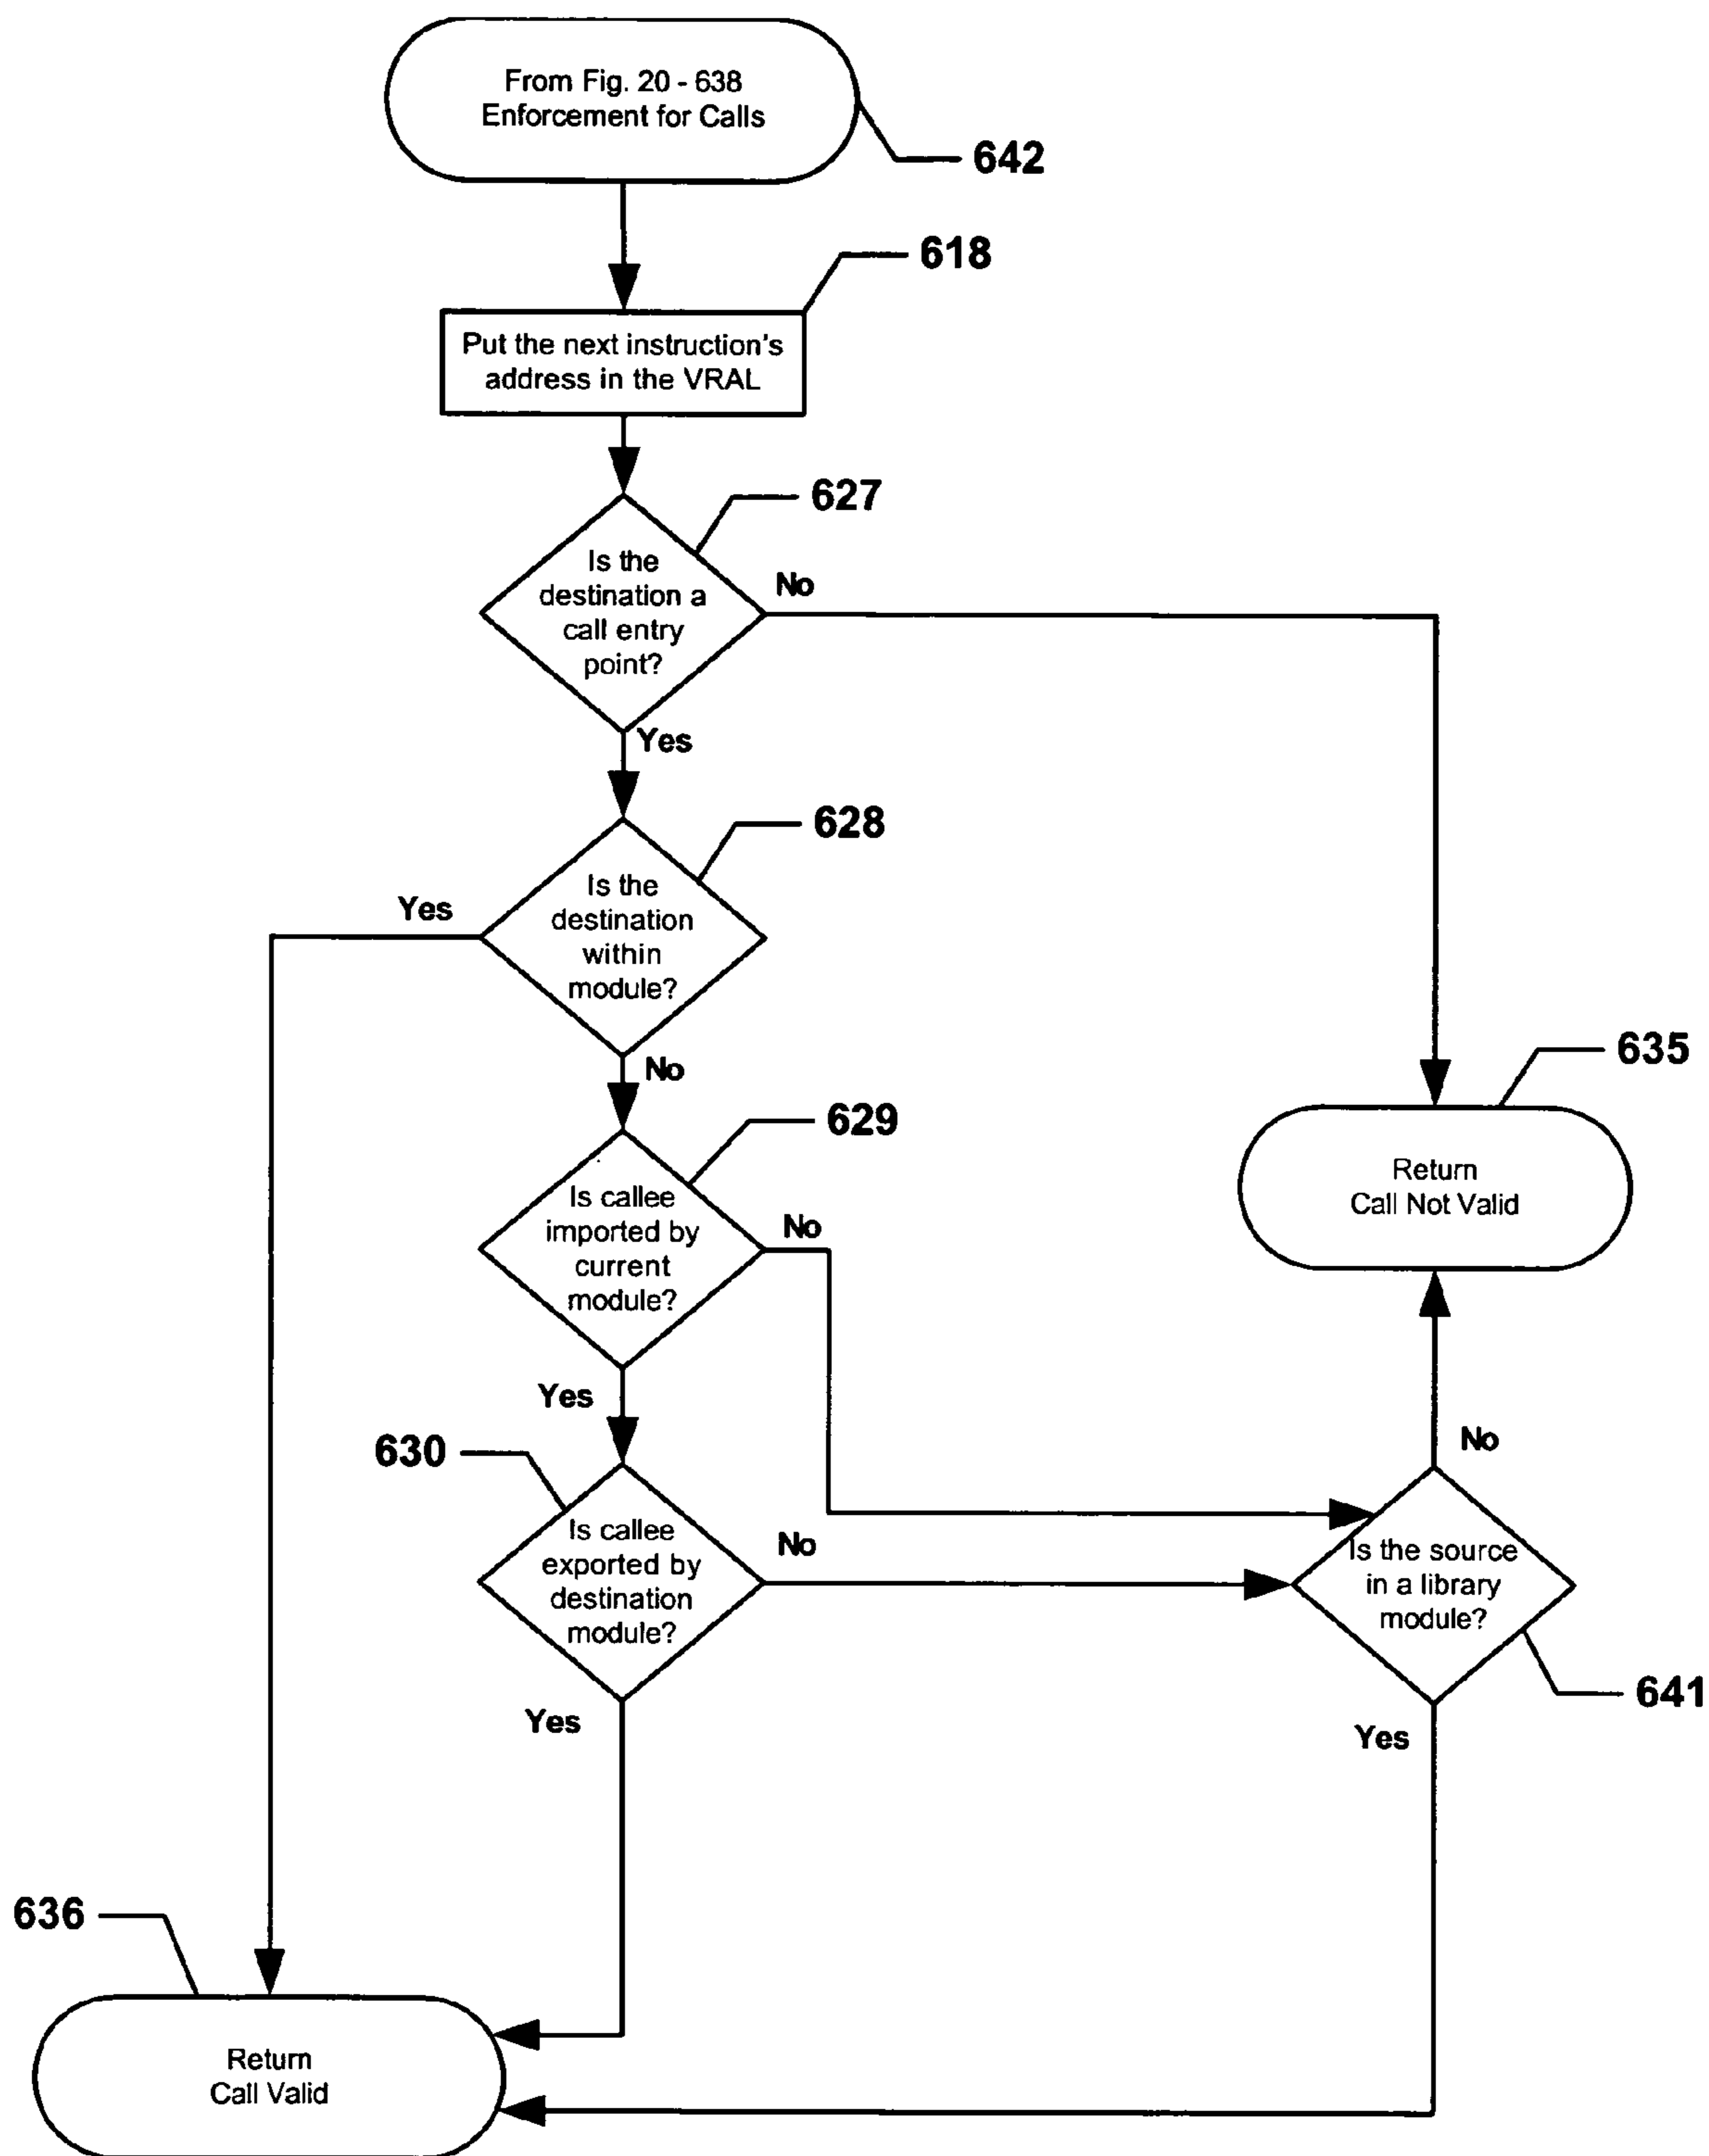 From Fig. 20 - 638
Enforcement for Calls
642
618
Put the next instruction's
address in the VRAL
627
Is the
destination a
call entry
point?
No
Yes
628
Is the
destination
within
module?
Yes
No
635
Return
Call Not Valid
629
Is callee
imported by
current
module?
No
Yes
630
Is callee
exported by
destination
module?
No
Yes
No
Is the source
in a library
module?
641
Yes
636
Return
Call Valid